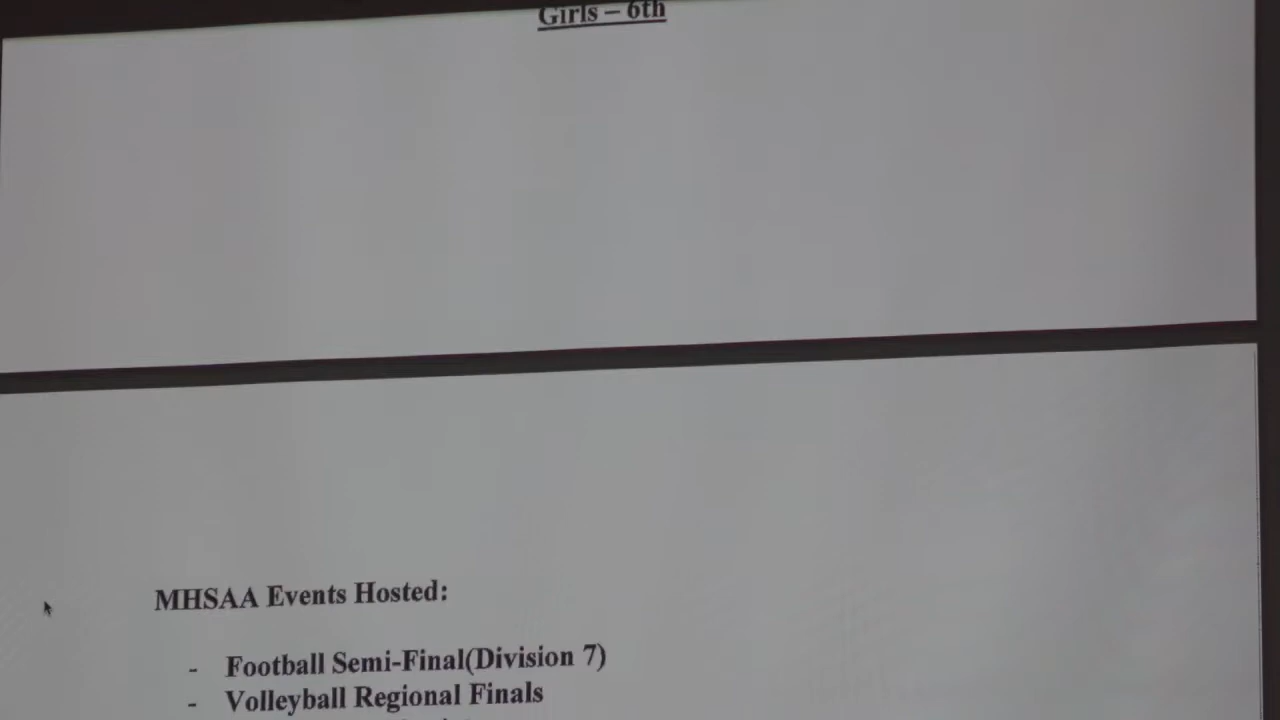 Girls – 6th
MHSAA Events Hosted:
- Football Semi-Final(Division 7)
- Volleyball Regional Finals